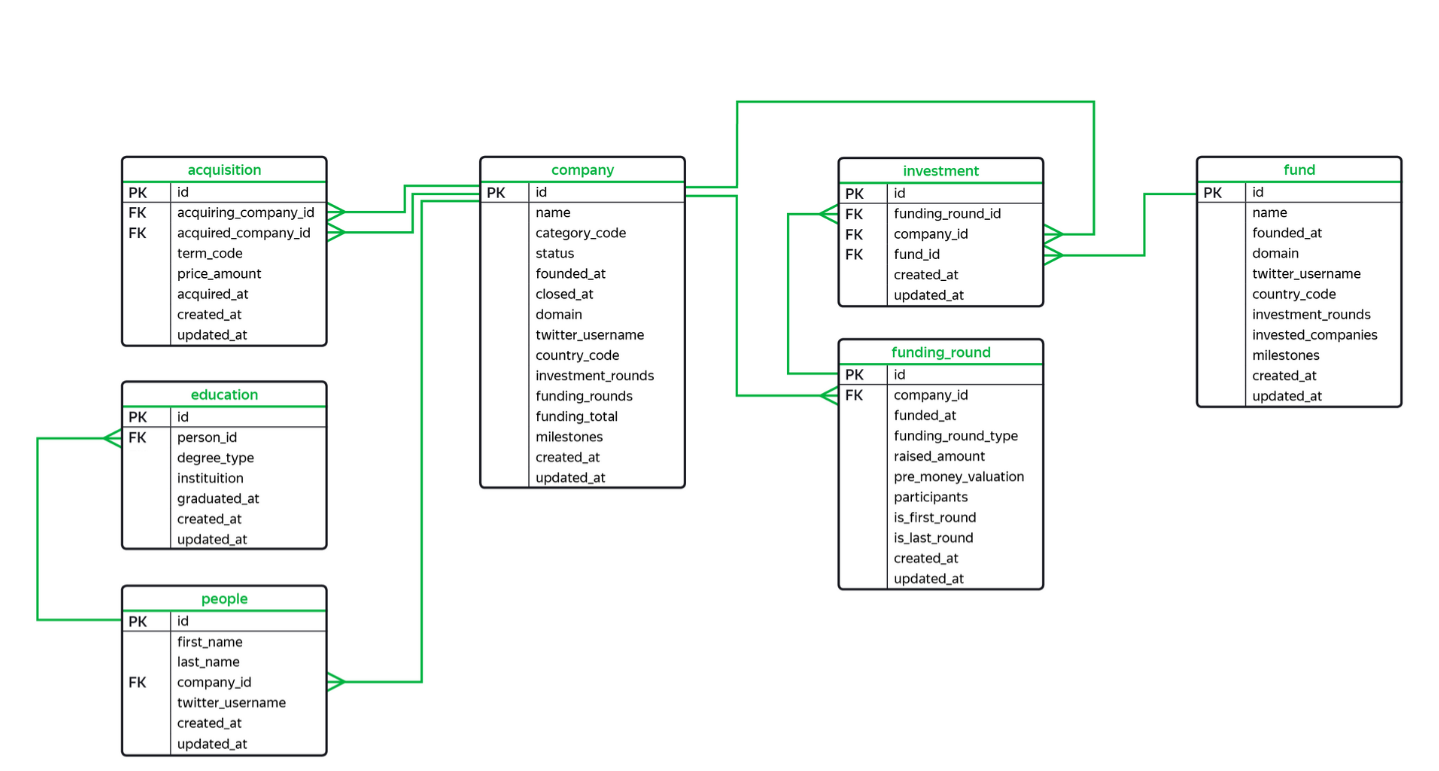 acquisition
PK id
FK acquiring_company_id
FK acquired_company_id
term_code
price_amount
acquired_at
created_at
updated_at
education
PK id
FK person_id
degree_type
instituition
graduated_at
created_at
updated_at
people
PK id
first_name
last_name
FK company_id
twitter_username
created_at
updated_at
company
PK id
name
category_code
status
founded_at
closed_at
domain
twitter_username
country_code
investment_rounds
funding_rounds
funding_total
milestones
created_at
updated_at
investment
PK id
FK funding_round_id
FK company_id
FK fund_id
created_at
updated_at
funding_round
PK id
FK company_id
funded_at
funding_round_type
raised_amount
pre_money_valuation
participants
is_first_round
is_last_round
created_at
updated_at
fund
PK id
name
founded_at
domain
twitter_username
country_code
investment_rounds
invested_companies
milestones
created_at
updated_at